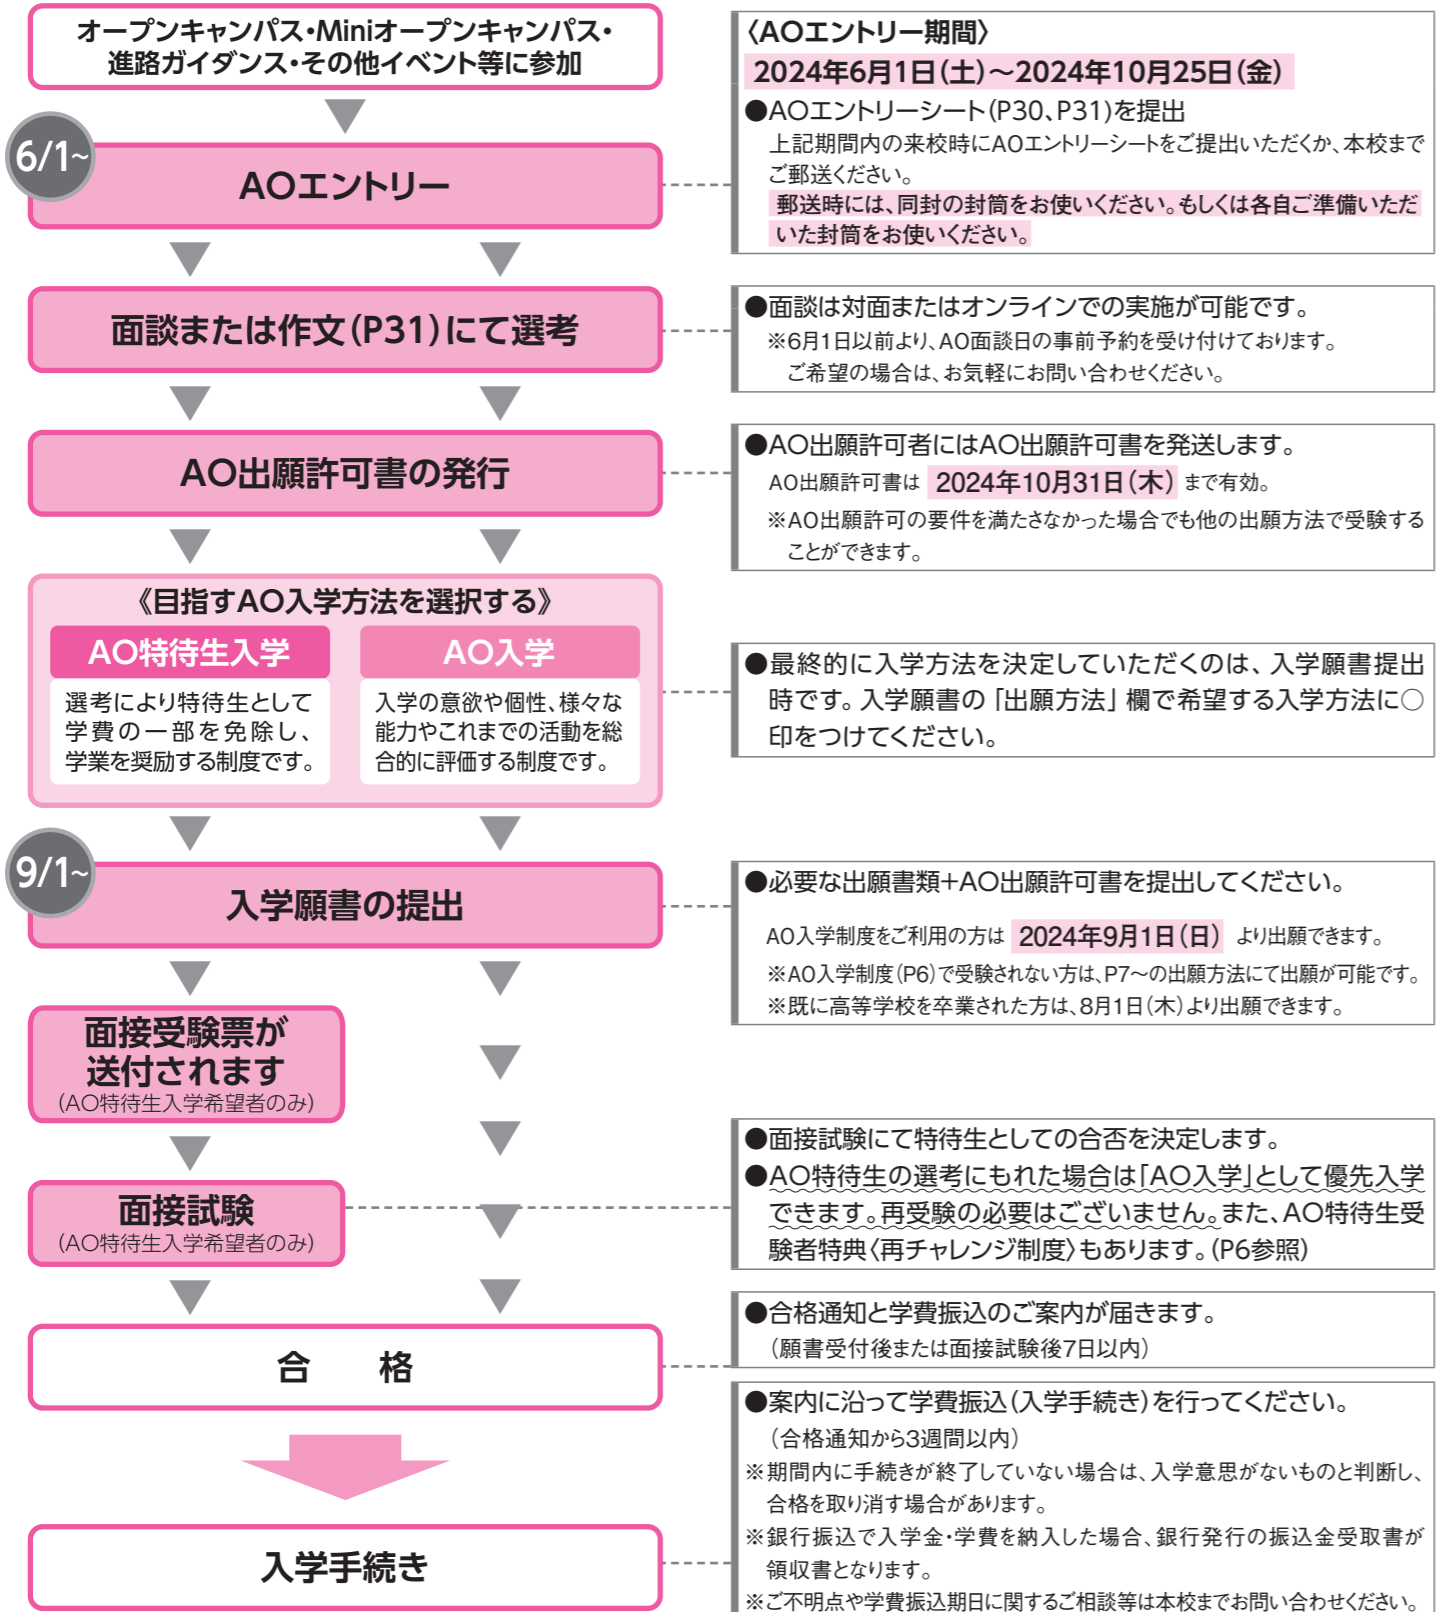 オープンキャンパス・Miniオープンキャンパス・
進路ガイダンス・その他イベント等に参加
6/1~
AOエントリー
〈AOエントリー期間〉
2024年6月1日(土)～2024年10月25日(金)
●AOエントリーシート(P30、P31)を提出
上記期間内の来校時にAOエントリーシートをご提出いただくか、本校まで
ご郵送ください。
郵送時には、同封の封筒をお使いください。もしくは各自ご準備いただ
いた封筒をお使いください。
面談または作文(P31)にて選考
●面談は対面またはオンラインでの実施が可能です。
※6月1日以前より、AO面談日の事前予約を受け付けております。
ご希望の場合は、お気軽にお問い合わせください。
AO出願許可書の発行
●AO出願許可者にはAO出願許可書を発送します。
AO出願許可書は 2024年10月31日(木) まで有効。
※AO出願許可の要件を満たさなかった場合でも他の出願方法で受験する
ことができます。
《目指すAO入学方法を選択する》
AO特待生入学
選考により特待生として
学費の一部を免除し、
学業を奨励する制度です。
AO入学
入学の意欲や個性、様々な
能力やこれまでの活動を総
合的に評価する制度です。
●最終的に入学方法を決定していただくのは、入学願書提出
時です。入学願書の「出願方法」欄で希望する入学方法に○
印をつけてください。
9/1~
入学願書の提出
●必要な出願書類+AO出願許可書を提出してください。
AO入学制度をご利用の方は 2024年9月1日(日) より出願できます。
※AO入学制度(P6)で受験されない方は、P7～の出願方法にて出願が可能です。
※既に高等学校を卒業された方は、8月1日(木)より出願できます。
面接受験票が
送付されます
(AO特待生入学希望者のみ)
面接試験
(AO特待生入学希望者のみ)
●面接試験にて特待生としての合否を決定します。
●AO特待生の選考にもれた場合は「AO入学」として優先入学
できます。再受験の必要はございません。また、AO特待生受
験者特典〈再チャレンジ制度〉もあります。(P6参照)
合　格
●合格通知と学費振込のご案内が届きます。
(願書受付後または面接試験後7日以内)
入学手続き
●案内に沿って学費振込(入学手続き)を行ってください。
(合格通知から3週間以内)
※期間内に手続きが終了していない場合は、入学意思がないものと判断し、
合格を取り消す場合があります。
※銀行振込で入学金・学費を納入した場合、銀行発行の振込金受取書が
領収書となります。
※ご不明点や学費振込期日に関するご相談等は本校までお問い合わせください。